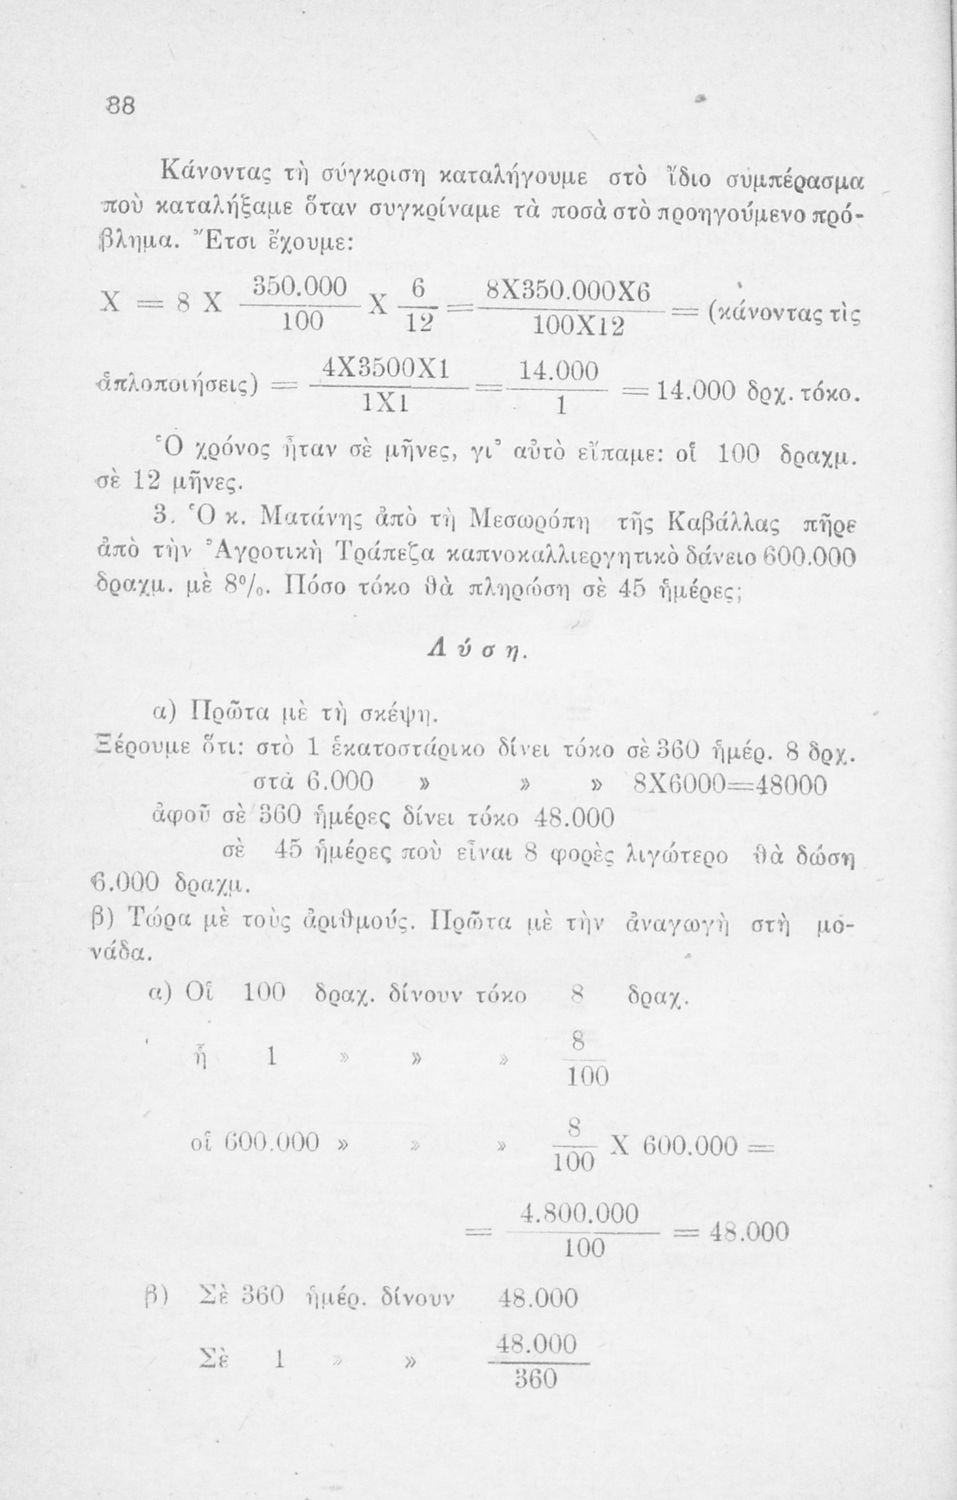 88
Κάνοντας τὴ σύγκριση καταλήγουμε στὸ ἴδιο συμπέρασμα
ποὺ καταλήξαμε ὅταν συγκρίναμε τὰ ποσὰ στὸ προηγούμενο πρό-
βλημα. Ἔτσι ἔχουμε:
X = 8 X 350.000/100 X 6/12 = 8X350.000X6/100X12 = (κάνοντας τὶς
ἁπλοποιήσεις) = 4X3500X1/1X1 = 14.000/1 = 14.000 δρχ. τόκο.
Ὁ χρόνος ἦταν σὲ μῆνες, γι᾿ αὐτὸ εἴπαμε: οἱ 100 δραχμ.
σὲ 12 μῆνες.
3. Ὁ κ. Ματάνης ἀπὸ τὴ Μεσωρόπη τῆς Καβάλλας πῆρε
ἀπὸ τὴν Ἀγροτικὴ Τράπεζα καπνοκαλλιεργητικὸ δάνειο 600.000
δραχμ. μὲ 8%. Πόσο τόκο θὰ πληρώση σὲ 45 ἡμέρες;
Λύση.
α) Πρῶτα μὲ τὴ σκέψη.
Ξέρουμε ὅτι: στὸ 1 ἑκατοστάρικο δίνει τόκο σὲ 360 ἡμέρ. 8 δρχ.
στὰ 6.000 » » » 8X6000=48000
ἀφοῦ σὲ 360 ἡμέρες δίνει τόκο 48.000
σὲ 45 ἡμέρες ποὺ εἶναι 8 φορὲς λιγώτερο θὰ δώση
6.000 δραχμ.
β) Τώρα μὲ τοὺς ἀριθμούς. Πρῶτα μὲ τὴν ἀναγωγὴ στὴ μο-
νάδα.
α) Οἱ 100 δραχ. δίνουν τόκο 8 δραχ.
ἡ 1 » » » 8/100
οἱ 600.000 » » » 8/100 X 600.000 =
= 4.800.000/100 = 48.000
β) Σὲ 360 ἡμέρ. δίνουν 48.000
Σὲ 1 » » 48.000/360